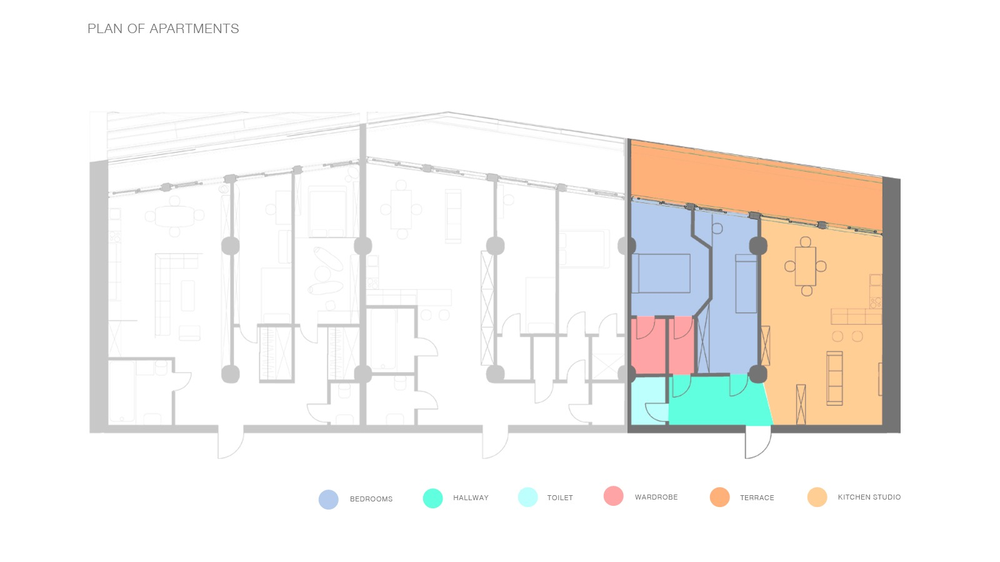 PLAN OF APARTMENTS
BEDROOMS
HALLWAY
TOILET
WARDROBE
TERRACE
KITCHEN STUDIO